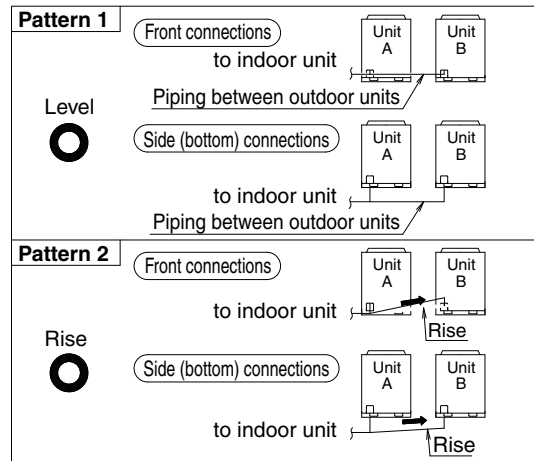 Pattern 1
Front connections
Unit A
Unit B
to indoor unit
Piping between outdoor units
Level
Side (bottom) connections
Unit A
Unit B
to indoor unit
Piping between outdoor units
Pattern 2
Front connections
Unit A
Unit B
to indoor unit
Rise
Rise
Side (bottom) connections
Unit A
Unit B
to indoor unit
Rise